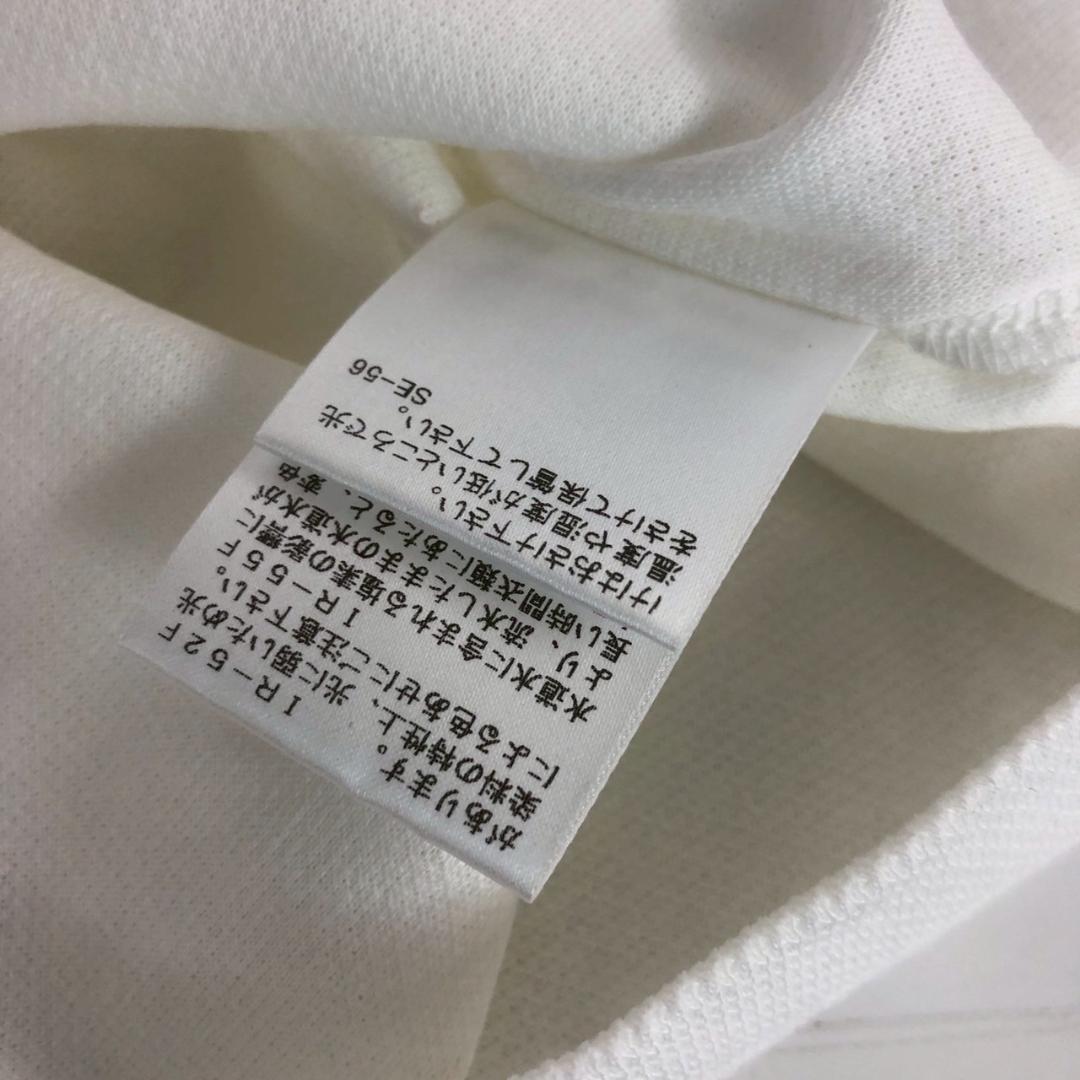 があります。 IR-52F
染料の特性上、光に弱いため光
による色あせにご注意下さい。
IR-55F
水道水に含まれる塩素の影響に
より、流水したままの水道水が
長い時間衣類にあたると、変色
けはおさけ下さい。
温度や湿度が低いところで光
をさけて保管して下さい。
SE-56